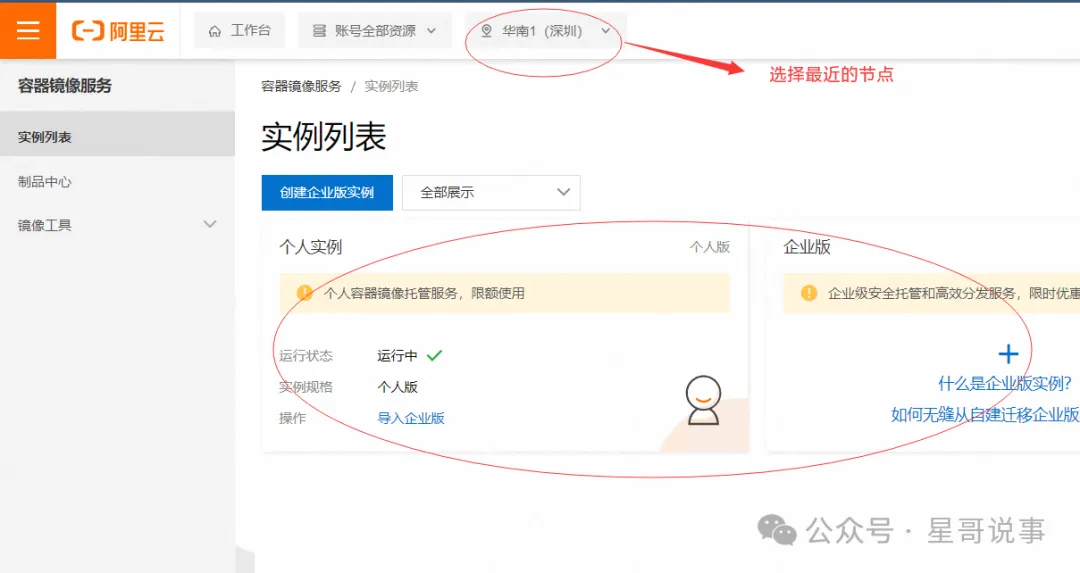 阿里云
工作台
账号全部资源
华南1（深圳）
选择最近的节点
容器镜像服务
实例列表
制品中心
镜像工具
容器镜像服务 / 实例列表
实例列表
创建企业版实例
全部展示
个人实例
个人版
个人容器镜像托管服务，限额使用
运行状态 运行中
实例规格 个人版
操作 导入企业版
企业版
企业级安全托管和高效分发服务，限时优惠
什么是企业版实例?
如何无缝从自建迁移企业版
公众号 · 星哥说事